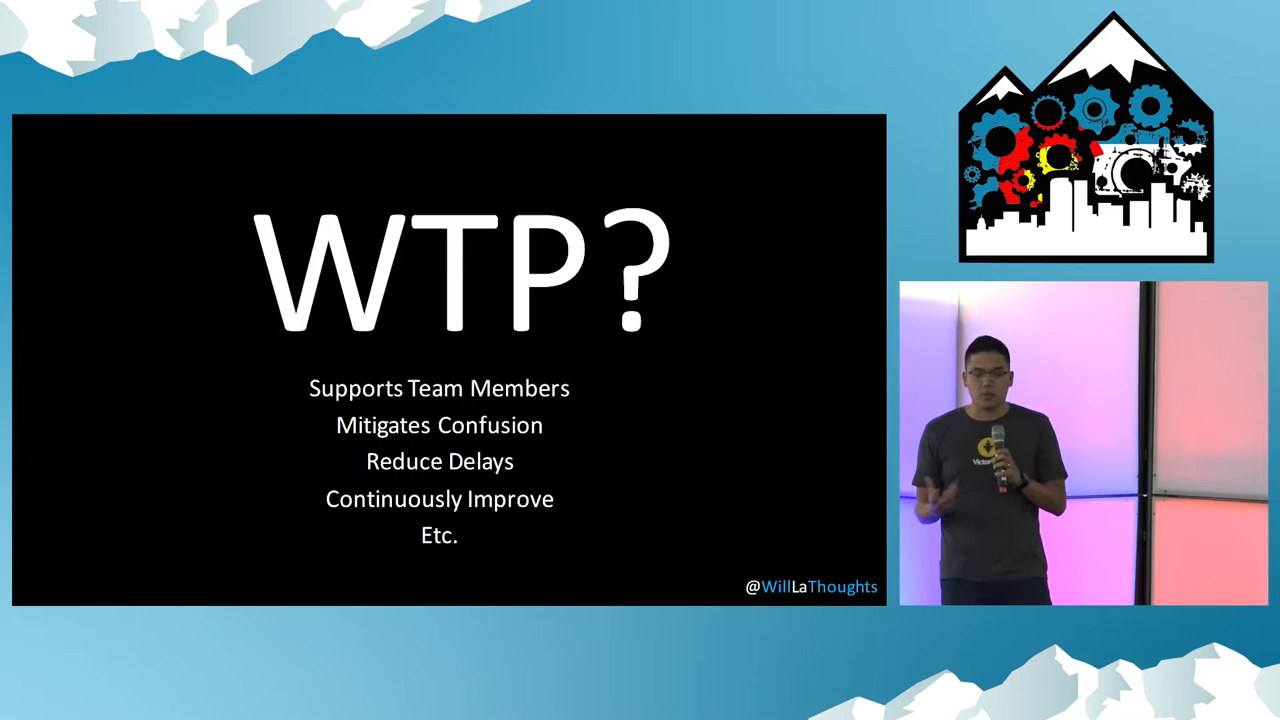 WTP?
Supports Team Members
Mitigates Confusion
Reduce Delays
Continuously Improve
Etc.
@WillLaThoughts